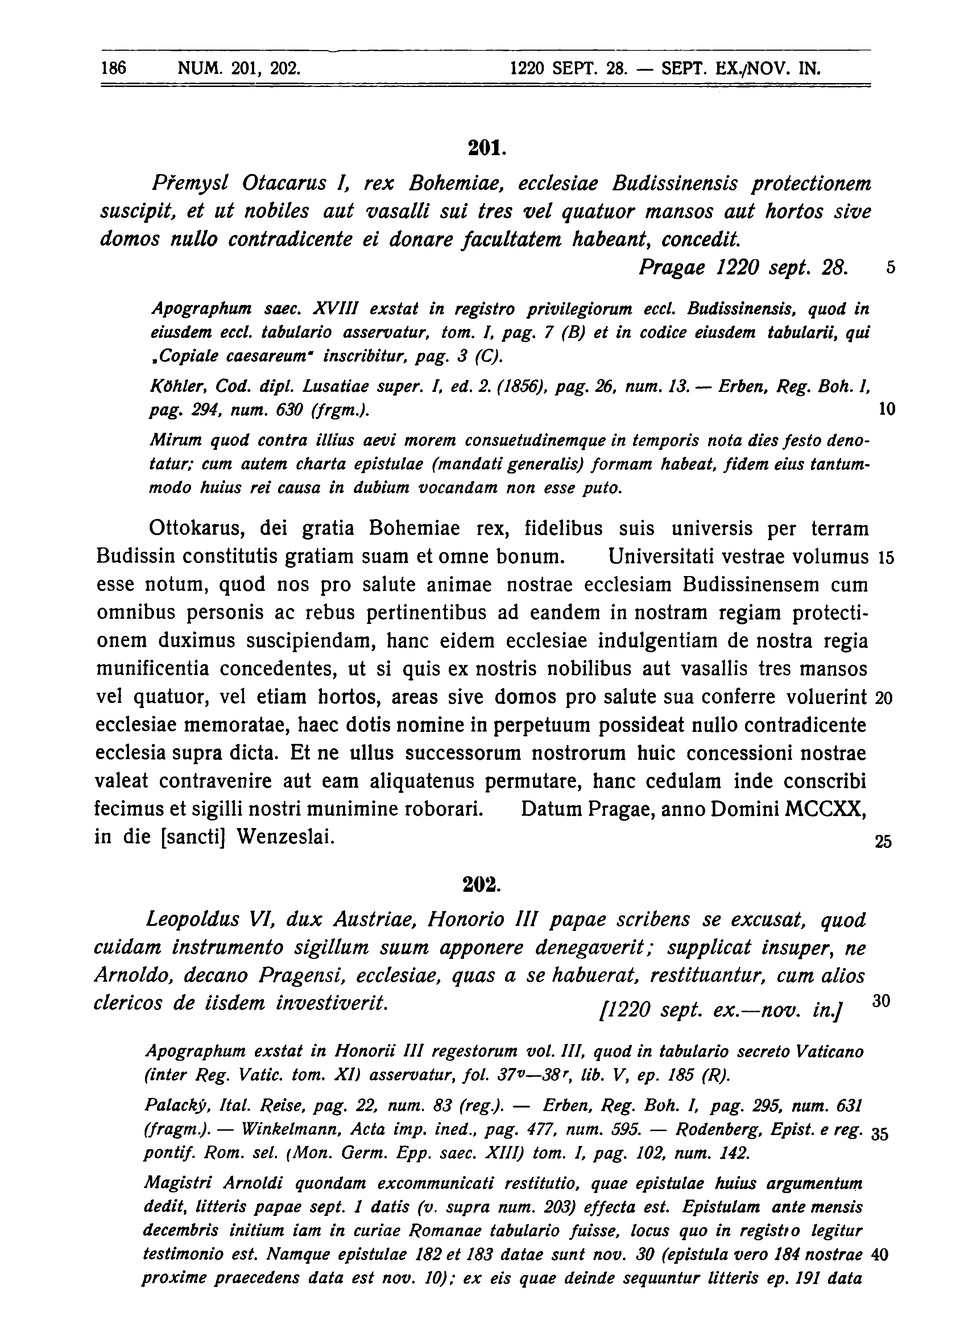 186 NUM. 201, 202. 1220 SEPT. 28. — SEPT. EX./NOV. IN.
201.
Přemysl Otacarus I, rex Bohemiae, ecclesiae Budissinensis protectionem
suscipit, et ut nobiles aut vasalli sui tres vel quatuor mansos aut hortos sive
domos nullo contradicente ei donare facultatem habeant, concedit.
Pragae 1220 sept. 28. 5
Apographum saec. XVIII exstat in registro privilegiorum eccl. Budissinensis, quod in
eiusdem eccl. tabulario asservatur, tom. I, pag. 7 (B) et in codice eiusdem tabularii, qui
„Copiale caesareum“ inscribitur, pag. 3 (C).
Köhler, Cod. dipl. Lusatiae super. I, ed. 2. (1856), pag. 26, num. 13. — Erben, Reg. Boh. I,
pag. 294, num. 630 (frgm.). 10
Mirum quod contra illius aevi morem consuetudinemque in temporis nota dies festo deno-
tatur; cum autem charta epistulae (mandati generalis) formam habeat, fidem eius tantum-
modo huius rei causa in dubium vocandam non esse puto.
Ottokarus, dei gratia Bohemiae rex, fidelibus suis universis per terram
Budissin constitutis gratiam suam et omne bonum. Universitati vestrae volumus 15
esse notum, quod nos pro salute animae nostrae ecclesiam Budissinensem cum
omnibus personis ac rebus pertinentibus ad eandem in nostram regiam protecti-
onem duximus suscipiendam, hanc eidem ecclesiae indulgentiam de nostra regia
munificentia concedentes, ut si quis ex nostris nobilibus aut vasallis tres mansos
vel quatuor, vel etiam hortos, areas sive domos pro salute sua conferre voluerint 20
ecclesiae memoratae, haec dotis nomine in perpetuum possideat nullo contradicente
ecclesia supra dicta. Et ne ullus successorum nostrorum huic concessioni nostrae
valeat contravenire aut eam aliquatenus permutare, hanc cedulam inde conscribi
fecimus et sigilli nostri munimine roborari. Datum Pragae, anno Domini MCCXX,
in die [sancti] Wenzeslai. 25
202.
Leopoldus VI, dux Austriae, Honorio III papae scribens se excusat, quod
cuidam instrumento sigillum suum apponere denegaverit; supplicat insuper, ne
Arnoldo, decano Pragensi, ecclesiae, quas a se habuerat, restituantur, cum alios
clericos de iisdem investiverit. [1220 sept. ex.—nov. in.] 30
Apographum exstat in Honorii III regestorum vol. III, quod in tabulario secreto Vaticano
(inter Reg. Vatic. tom. XI) asservatur, fol. 37v—38r, lib. V, ep. 185 (R).
Palacký, Ital. Reise, pag. 22, num. 83 (reg.). — Erben, Reg. Boh. I, pag. 295, num. 631
(fragm.). — Winkelmann, Acta imp. ined., pag. 477, num. 595. — Rodenberg, Epist. e reg. 35
pontif. Rom. sel. (Mon. Germ. Epp. saec. XIII) tom. I, pag. 102, num. 142.
Magistri Arnoldi quondam excommunicati restitutio, quae epistulae huius argumentum
dedit, litteris papae sept. 1 datis (v. supra num. 203) effecta est. Epistulam ante mensis
decembris initium iam in curiae Romanae tabulario fuisse, locus quo in registro legitur
testimonio est. Namque epistulae 182 et 183 datae sunt nov. 30 (epistula vero 184 nostrae 40
proxime praecedens data est nov. 10); ex eis quae deinde sequuntur litteris ep. 191 data